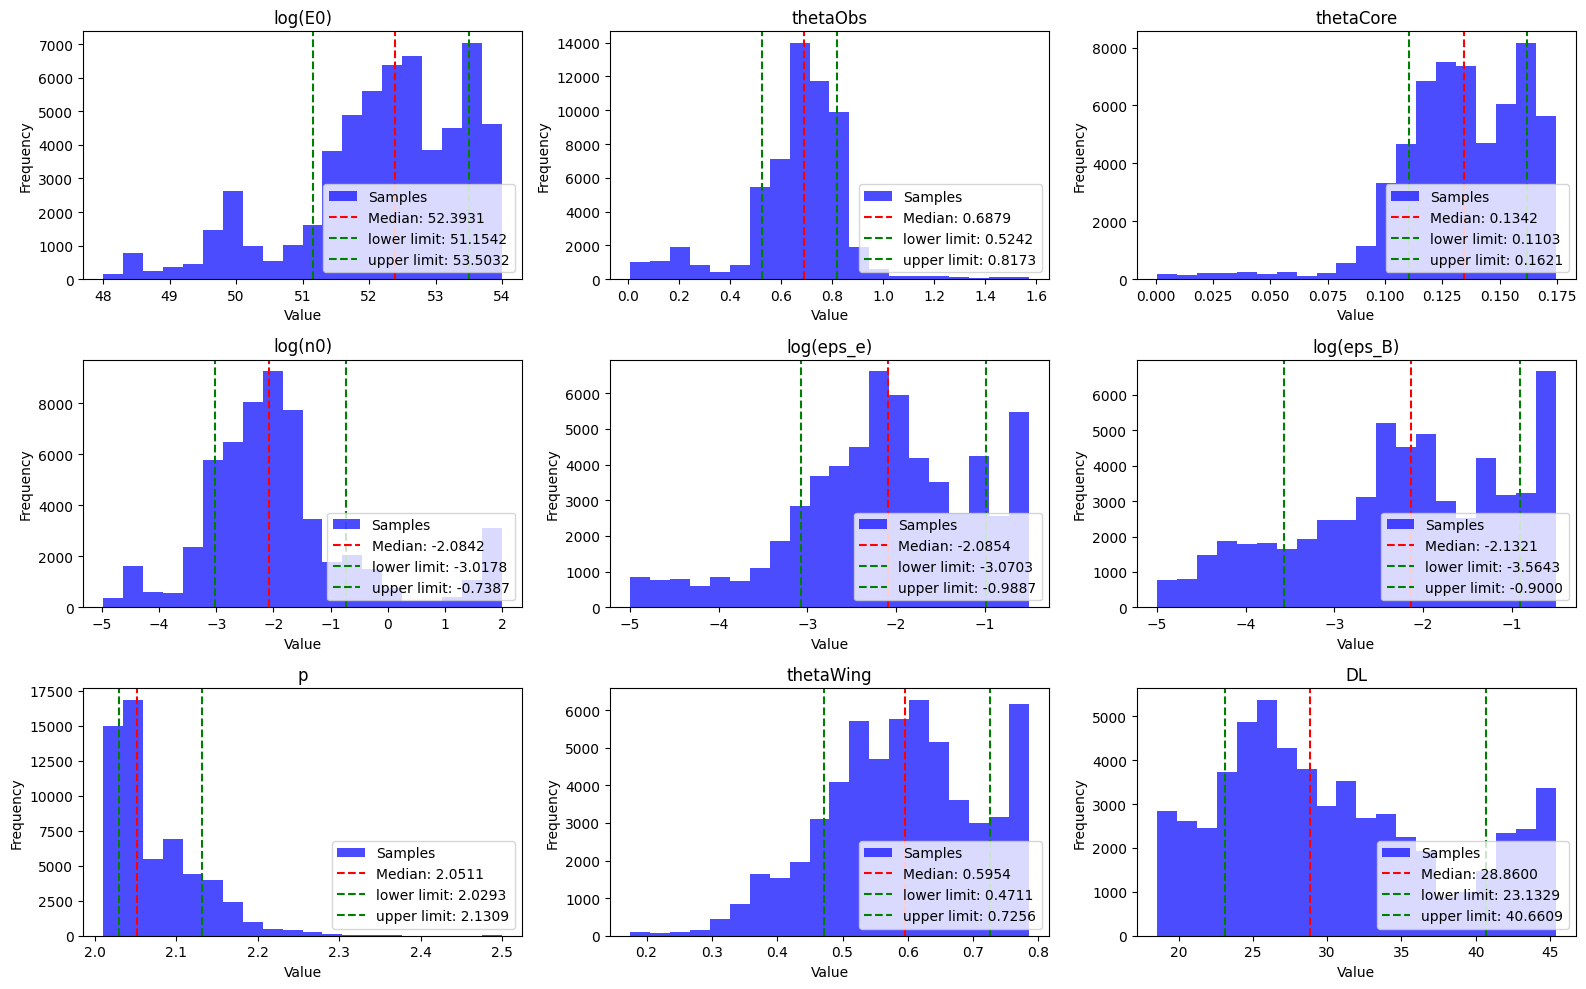 log(E0)
Frequency
7000
6000
5000
4000
3000
2000
1000
0
Samples
Median: 52.3931
lower limit: 51.1542
upper limit: 53.5032
48 49 50 51 52 53 54
Value
thetaObs
Frequency
14000
12000
10000
8000
6000
4000
2000
0
Samples
Median: 0.6879
lower limit: 0.5242
upper limit: 0.8173
0.0 0.2 0.4 0.6 0.8 1.0 1.2 1.4 1.6
Value
thetaCore
Frequency
8000
6000
4000
2000
0
Samples
Median: 0.1342
lower limit: 0.1103
upper limit: 0.1621
0.000 0.025 0.050 0.075 0.100 0.125 0.150 0.175
Value
log(n0)
Frequency
8000
6000
4000
2000
0
Samples
Median: -2.0842
lower limit: -3.0178
upper limit: -0.7387
−5 −4 −3 −2 −1 0 1 2
Value
log(eps_e)
Frequency
6000
5000
4000
3000
2000
1000
0
Samples
Median: -2.0854
lower limit: -3.0703
upper limit: -0.9887
−5 −4 −3 −2 −1
Value
log(eps_B)
Frequency
6000
5000
4000
3000
2000
1000
0
Samples
Median: -2.1321
lower limit: -3.5643
upper limit: -0.9000
−5 −4 −3 −2 −1
Value
p
Frequency
17500
15000
12500
10000
7500
5000
2500
0
Samples
Median: 2.0511
lower limit: 2.0293
upper limit: 2.1309
2.0 2.1 2.2 2.3 2.4 2.5
Value
thetaWing
Frequency
6000
5000
4000
3000
2000
1000
0
Samples
Median: 0.5954
lower limit: 0.4711
upper limit: 0.7256
0.2 0.3 0.4 0.5 0.6 0.7 0.8
Value
DL
Frequency
5000
4000
3000
2000
1000
0
Samples
Median: 28.8600
lower limit: 23.1329
upper limit: 40.6609
20 25 30 35 40 45
Value